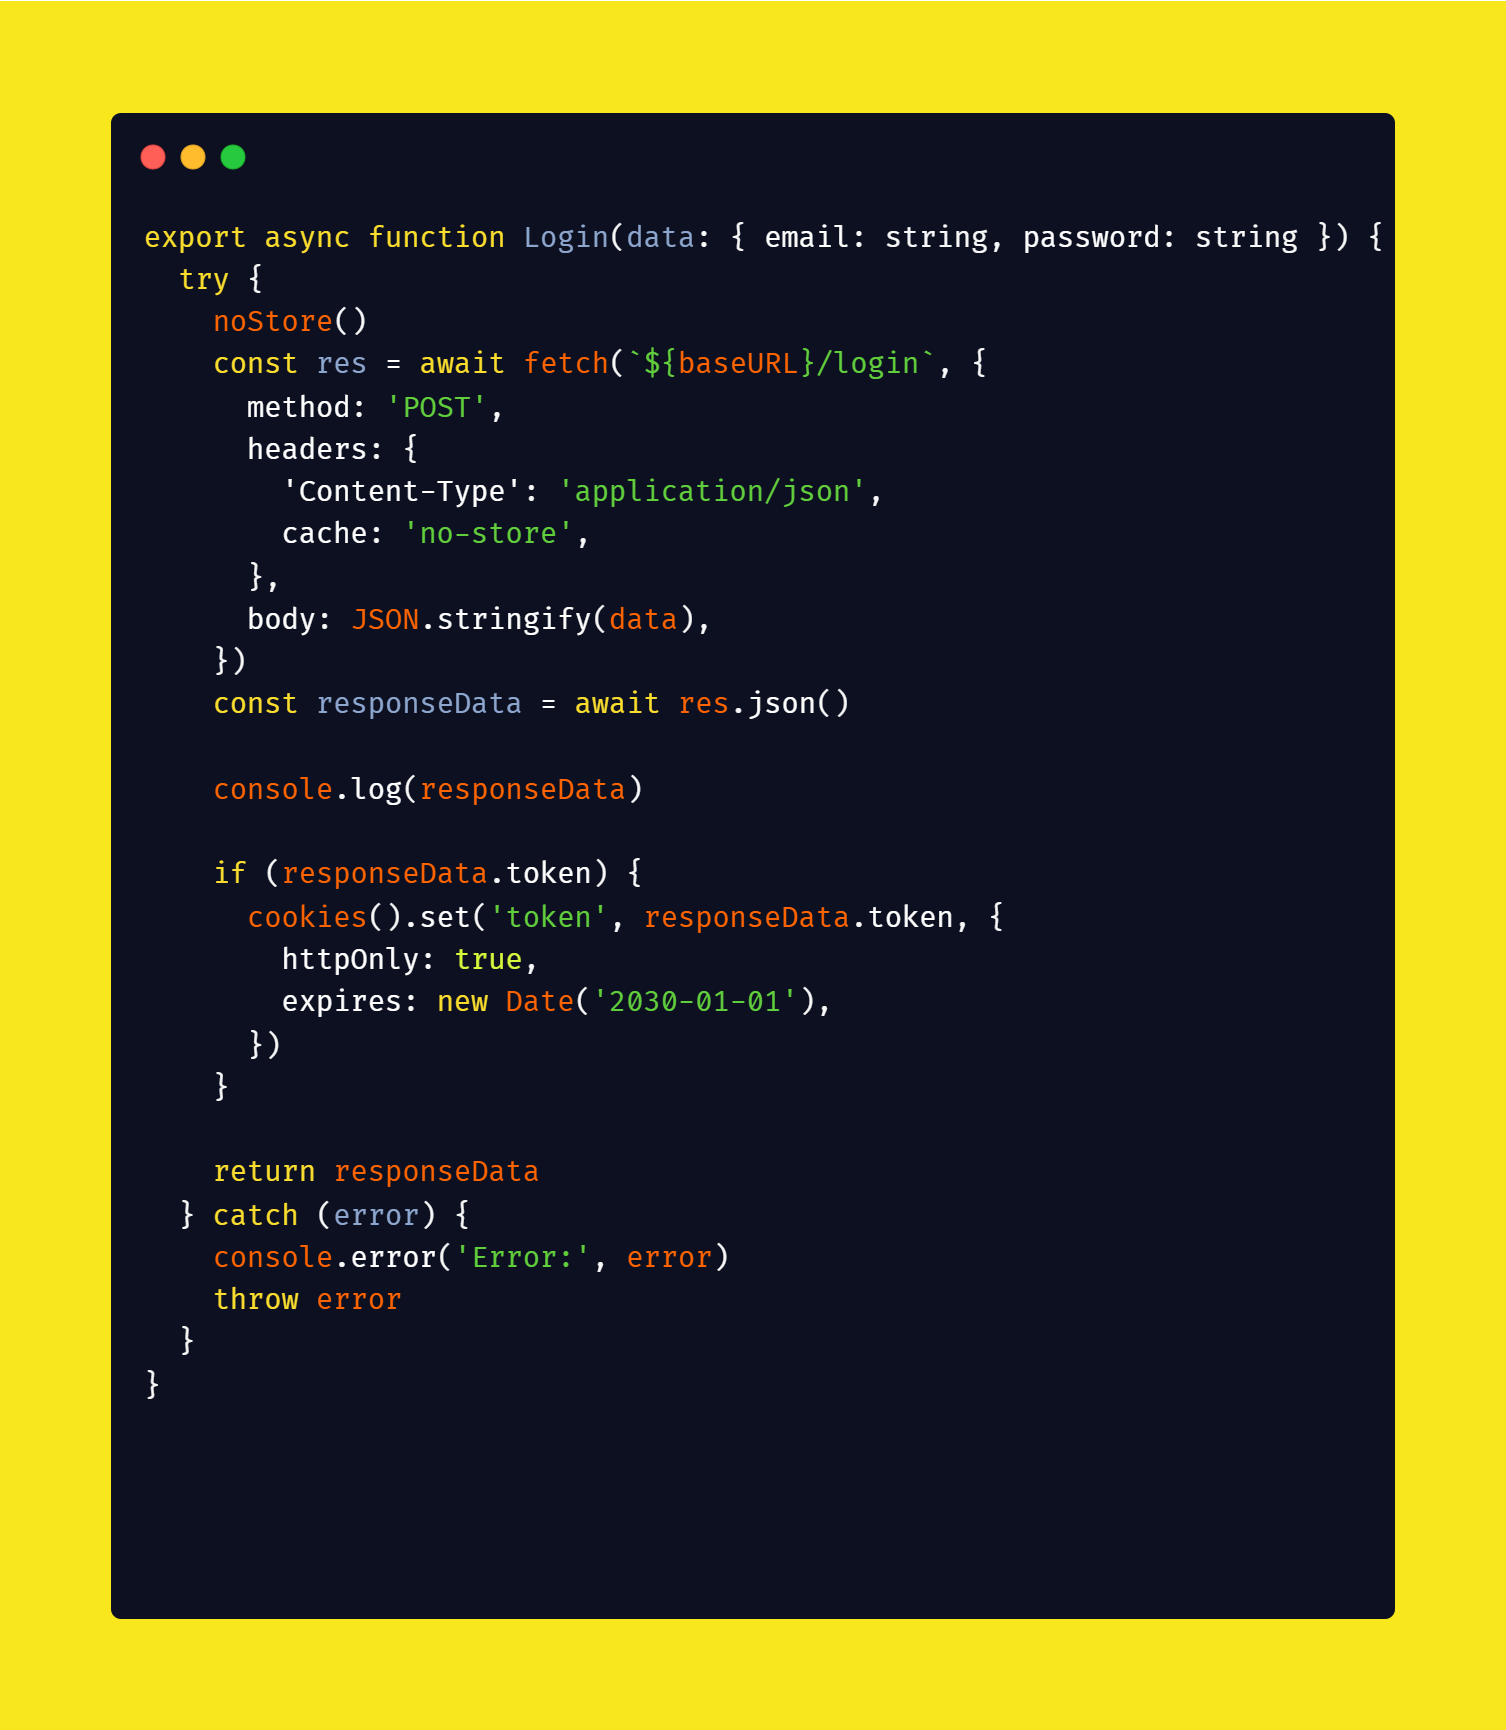 export async function Login(data: { email: string, password: string }) {
  try {
    noStore()
    const res = await fetch(`${baseURL}/login`, {
      method: 'POST',
      headers: {
        'Content-Type': 'application/json',
        cache: 'no-store',
      },
      body: JSON.stringify(data),
    })
    const responseData = await res.json()

    console.log(responseData)

    if (responseData.token) {
      cookies().set('token', responseData.token, {
        httpOnly: true,
        expires: new Date('2030-01-01'),
      })
    }

    return responseData
  } catch (error) {
    console.error('Error:', error)
    throw error
  }
}